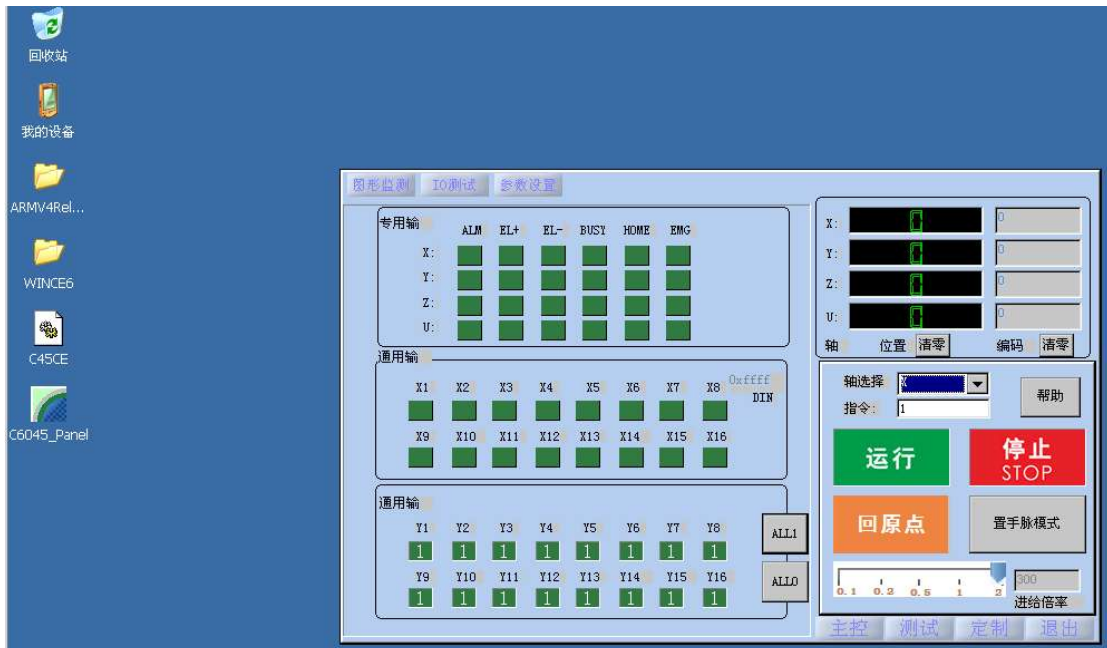 回收站
我的设备
ARMV4Rel...
WINCE6
C45CE
C6045_Panel
图形监测 IO测试 参数设置
专用输
ALM EL+ EL- BUSY HOME EMG
X:
Y:
Z:
U:
通用输
X1 X2 X3 X4 X5 X6 X7 X8 0xffff
DIN
X9 X10 X11 X12 X13 X14 X15 X16
通用输
Y1 Y2 Y3 Y4 Y5 Y6 Y7 Y8
1 1 1 1 1 1 1 1
Y9 Y10 Y11 Y12 Y13 Y14 Y15 Y16
1 1 1 1 1 1 1 1
ALL1
ALL0
X: 0 0
Y: 0 0
Z: 0 0
U: 0 0
轴 位置 清零 编码 清零
轴选择 X
指令: 1
帮助
运行
停止
STOP
回原点
置手脉模式
0.1 0.2 0.5 1 2
300
进给倍率
主控 测试 定制 退出